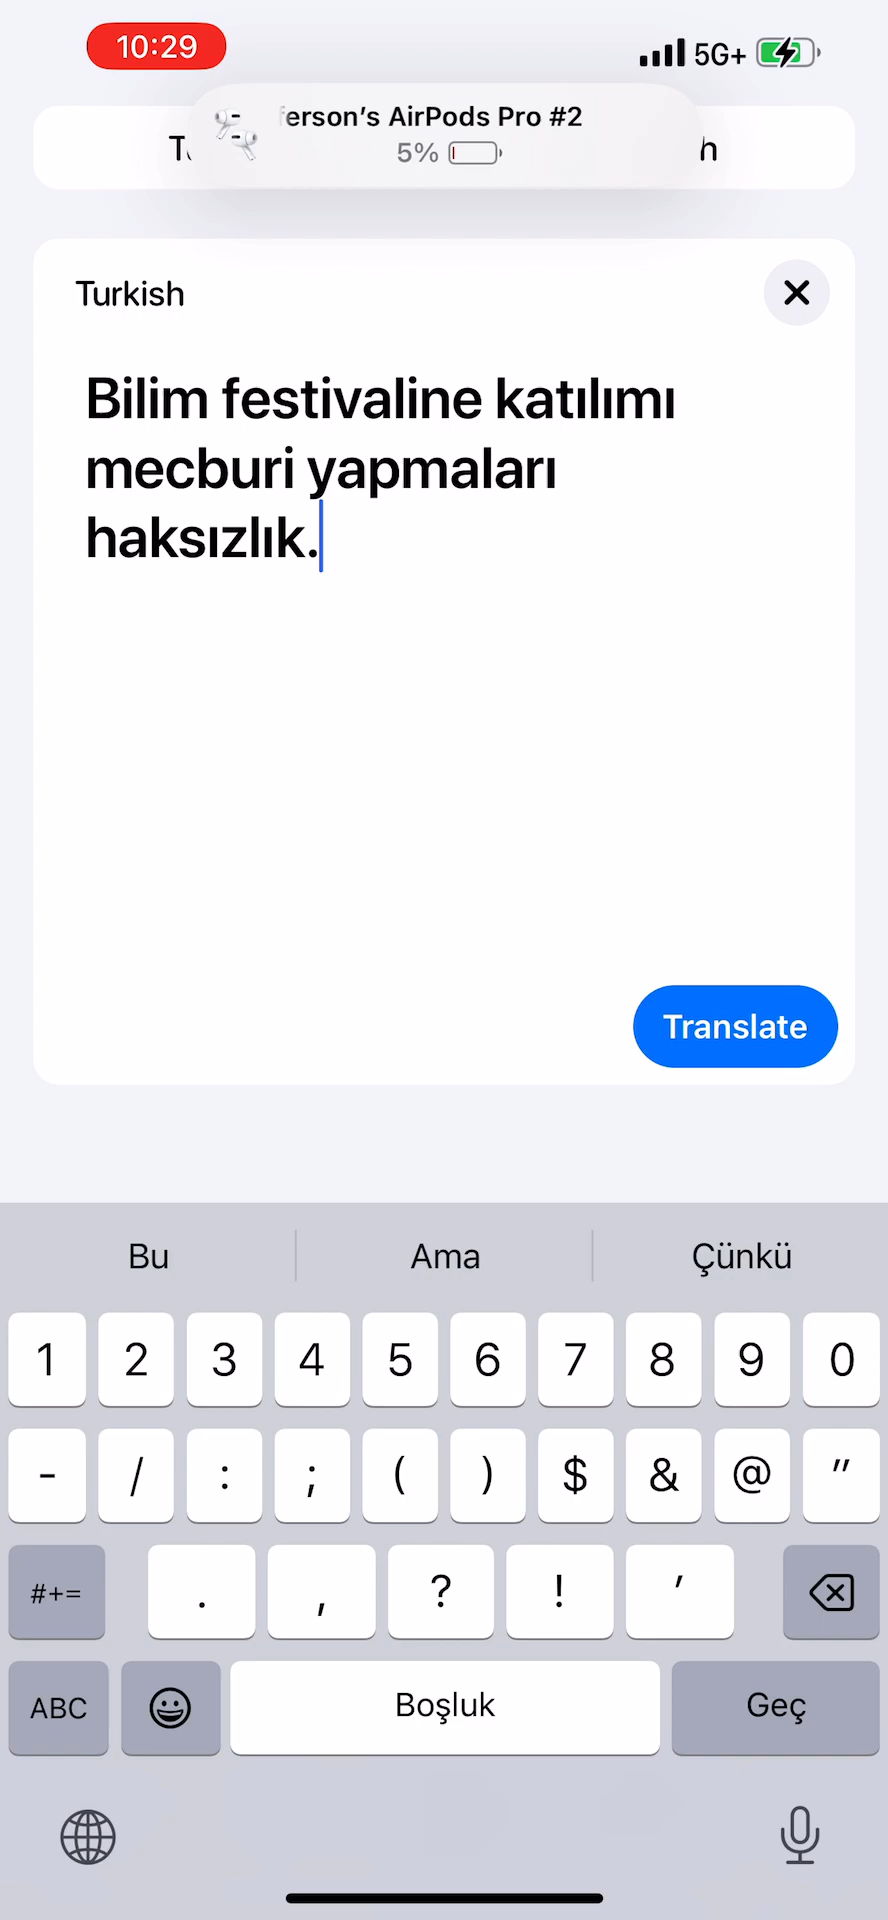 10:29
5G+
ferson's AirPods Pro #2
5%
Turkish
Bilim festivaline katılımı
mecburi yapmaları
haksızlık.
Translate
Bu Ama Çünkü
1 2 3 4 5 6 7 8 9 0
- / : ; ( ) $ & @ "
#+= . , ? ! '
ABC Boşluk Geç